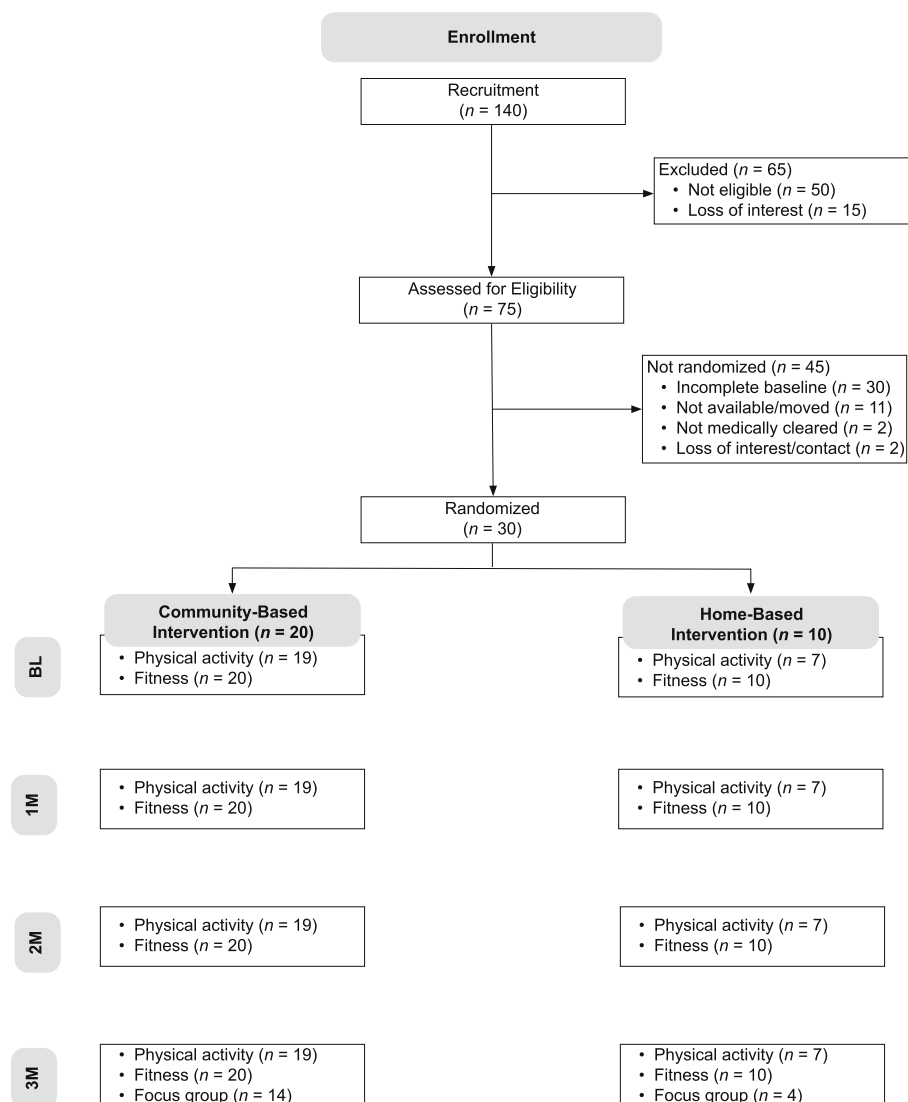 Enrollment
Recruitment
(n = 140)
Excluded (n = 65)
• Not eligible (n = 50)
• Loss of interest (n = 15)
Assessed for Eligibility
(n = 75)
Not randomized (n = 45)
• Incomplete baseline (n = 30)
• Not available/moved (n = 11)
• Not medically cleared (n = 2)
• Loss of interest/contact (n = 2)
Randomized
(n = 30)
Community-Based
Intervention (n = 20)
Home-Based
Intervention (n = 10)
BL
• Physical activity (n = 19)
• Fitness (n = 20)
• Physical activity (n = 7)
• Fitness (n = 10)
1M
• Physical activity (n = 19)
• Fitness (n = 20)
• Physical activity (n = 7)
• Fitness (n = 10)
2M
• Physical activity (n = 19)
• Fitness (n = 20)
• Physical activity (n = 7)
• Fitness (n = 10)
3M
• Physical activity (n = 19)
• Fitness (n = 20)
• Focus group (n = 14)
• Physical activity (n = 7)
• Fitness (n = 10)
• Focus group (n = 4)